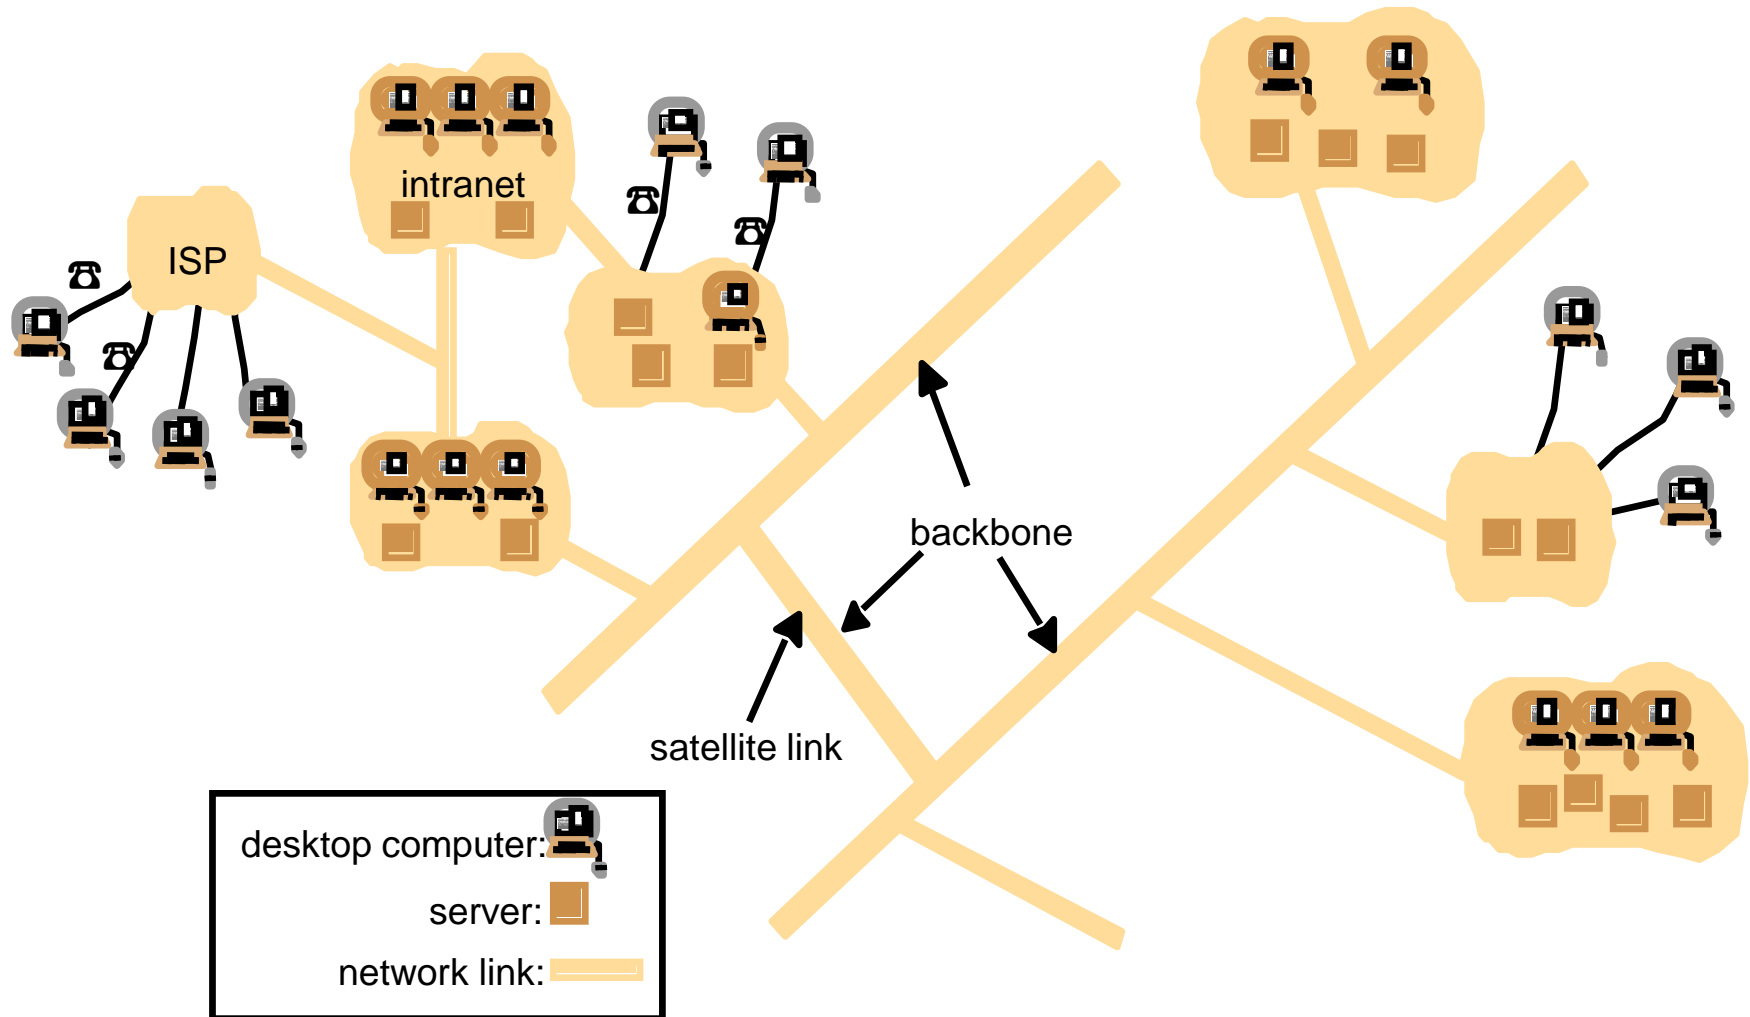 intranet
ISP
backbone
satellite link
desktop computer:
server:
network link: